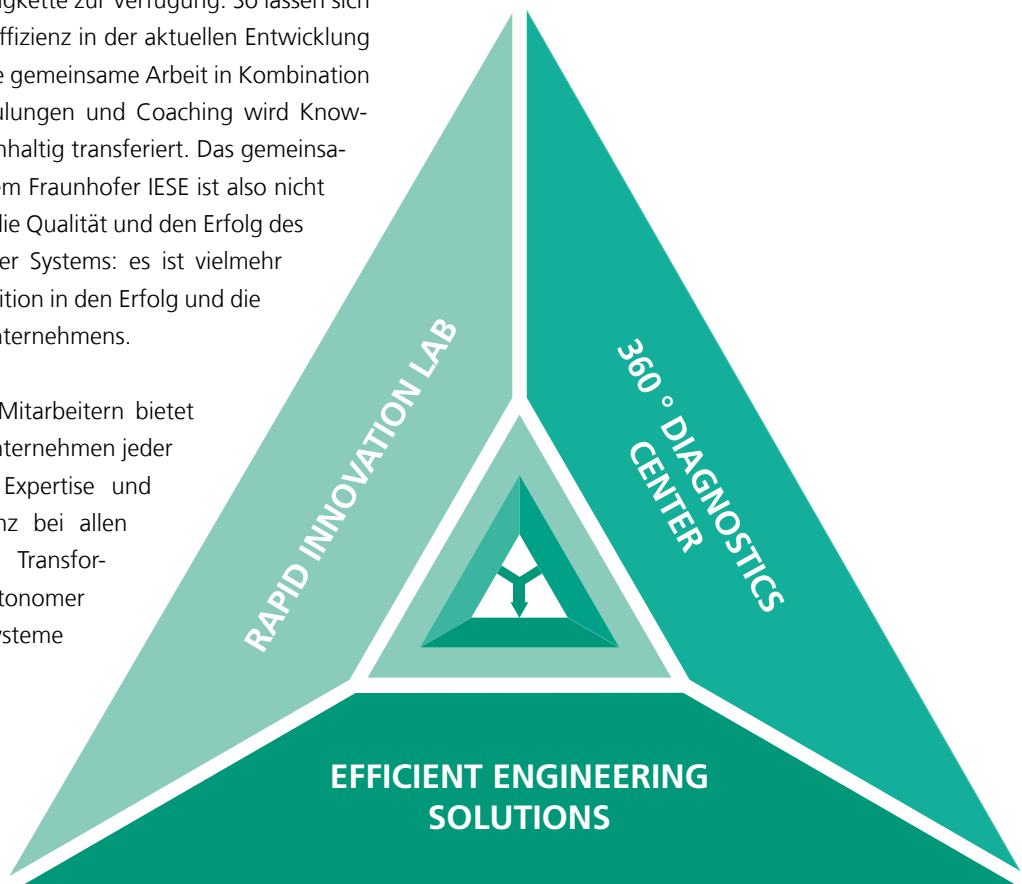 igkette zur Verfügung. So lassen sich
ffizienz in der aktuellen Entwicklung
e gemeinsame Arbeit in Kombination
ulungen und Coaching wird Know-
hhaltig transferiert. Das gemeinsa-
em Fraunhofer IESE ist also nicht
die Qualität und den Erfolg des
er Systems: es ist vielmehr
ition in den Erfolg und die
nternehmens.
Mitarbeitern bietet
nternehmen jeder
Expertise und
nz bei allen
Transfor-
tonomer
ysteme
RAPID INNOVATION LAB
360 ° DIAGNOSTICS
CENTER
EFFICIENT ENGINEERING
SOLUTIONS